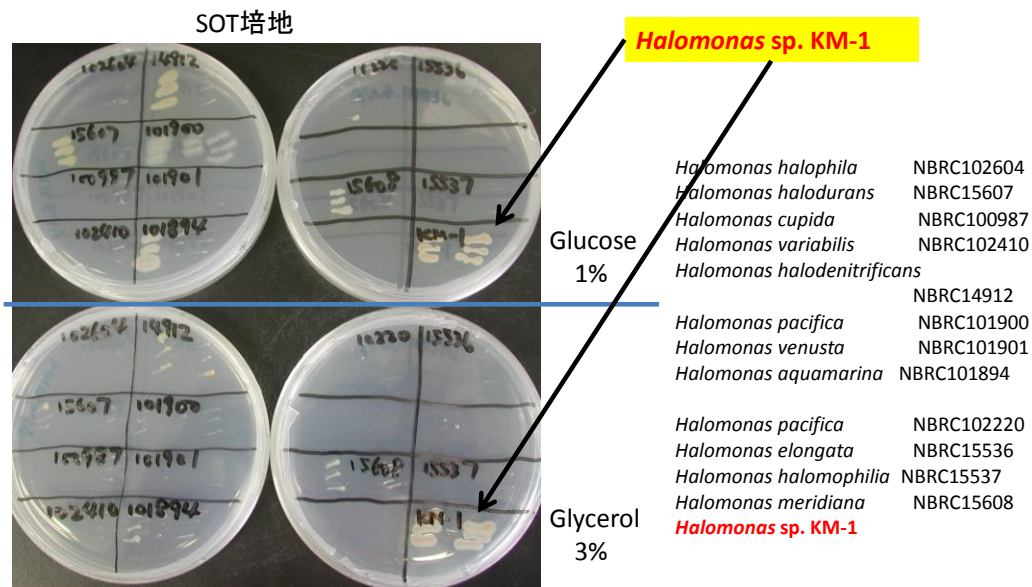 SOT培地
Halomonas sp. KM-1
102604 14912
15607 101900
100987 101901
102410 101894
15536
15608 15537
KM-1
Glucose
1%
102604 14912
15607 101900
100987 101901
102410 101894
15536
15608 15537
KM-1
Glycerol
3%
Halomonas halophila NBRC102604
Halomonas halodurans NBRC15607
Halomonas cupida NBRC100987
Halomonas variabilis NBRC102410
Halomonas halodenitrificans
NBRC14912
Halomonas pacifica NBRC101900
Halomonas venusta NBRC101901
Halomonas aquamarina NBRC101894
Halomonas pacifica NBRC102220
Halomonas elongata NBRC15536
Halomonas halomophilia NBRC15537
Halomonas meridiana NBRC15608
Halomonas sp. KM-1